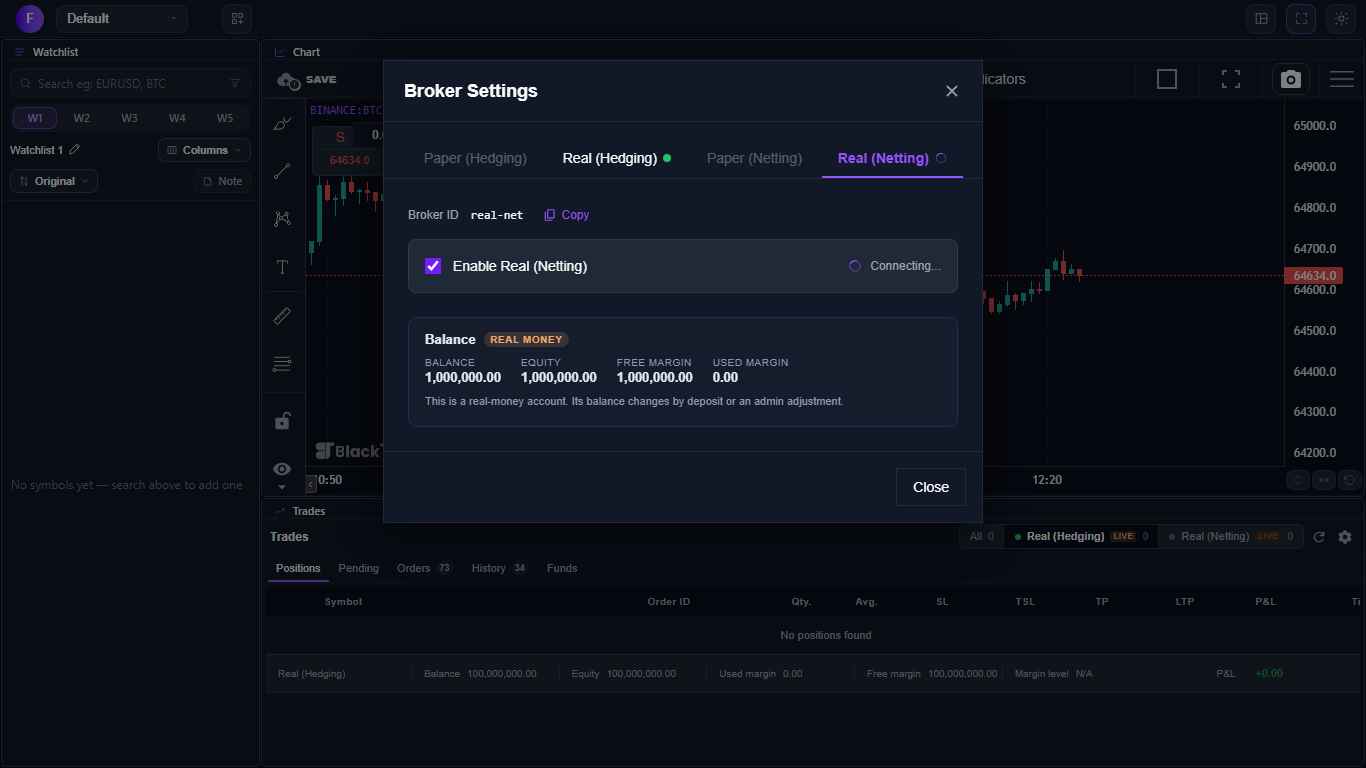 F Default
Watchlist
Chart
Search eg: EURUSD, BTC
SAVE
W1 W2 W3 W4 W5
Watchlist 1 Columns
Original Note
No symbols yet — search above to add one
BINANCE:BTC
S
64634.0
Broker Settings
Paper (Hedging) Real (Hedging) Paper (Netting) Real (Netting)
Broker ID real-net Copy
Enable Real (Netting) Connecting...
Balance REAL MONEY
BALANCE EQUITY FREE MARGIN USED MARGIN
1,000,000.00 1,000,000.00 1,000,000.00 0.00
This is a real-money account. Its balance changes by deposit or an admin adjustment.
Close
65000.0
64900.0
64800.0
64700.0
64634.0
64600.0
64500.0
64400.0
64300.0
64200.0
12:20
Trades
Trades All 0 Real (Hedging) LIVE 0 Real (Netting) LIVE 0
Positions Pending Orders 73 History 34 Funds
Symbol Order ID Qty. Avg. SL TSL TP LTP P&L
No positions found
Real (Hedging) Balance 100,000,000.00 Equity 100,000,000.00 Used margin 0.00 Free margin 100,000,000.00 Margin level N/A P&L +0.00